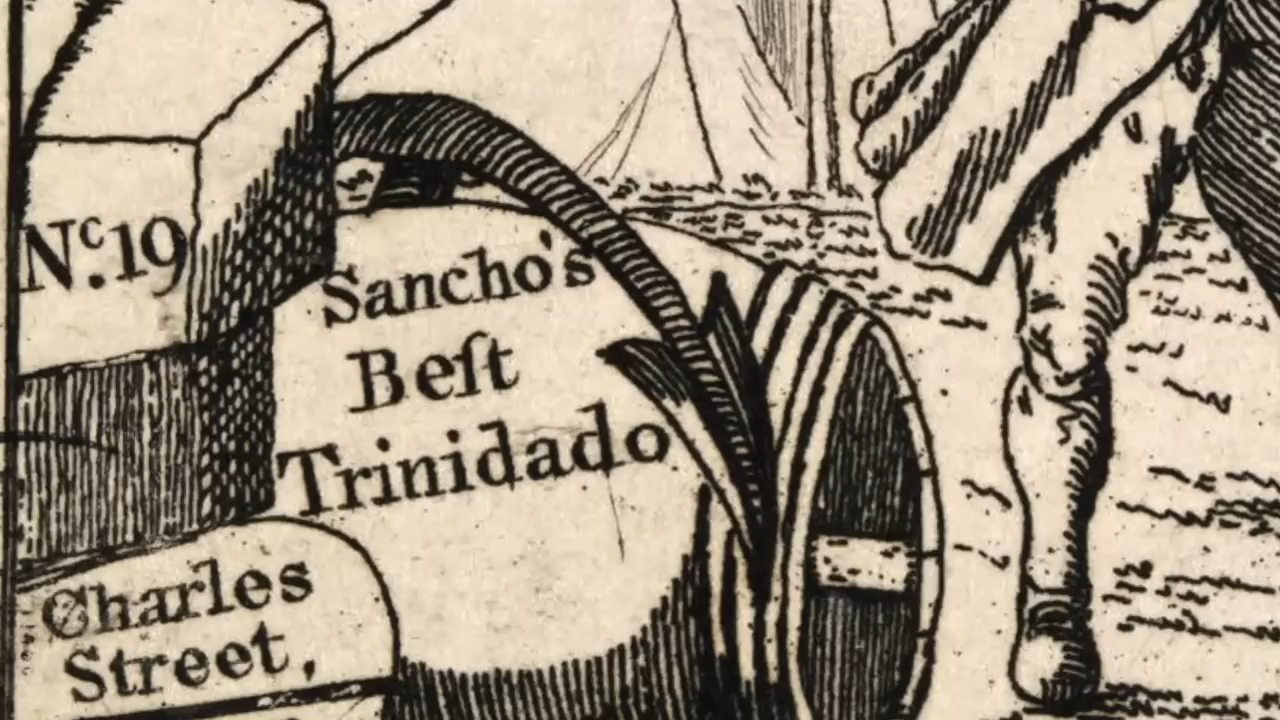 Nº. 19
Sancho's
Beſt
Trinidado
Charles
Street,